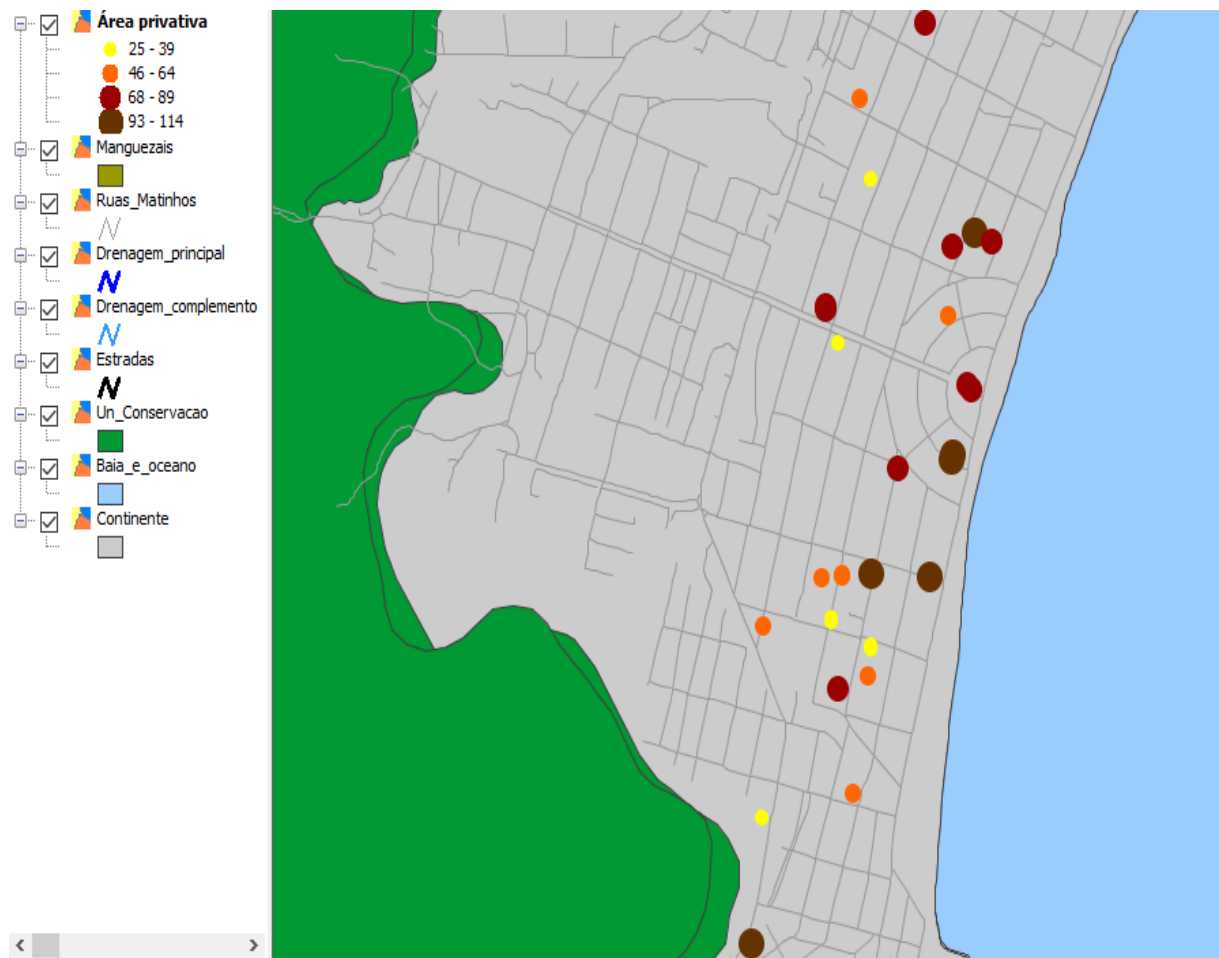 Área privativa
25 - 39
46 - 64
68 - 89
93 - 114
Manguezais
Ruas_Matinhos
Drenagem_principal
Drenagem_complemento
Estradas
Un_Conservacao
Baia_e_oceano
Continente